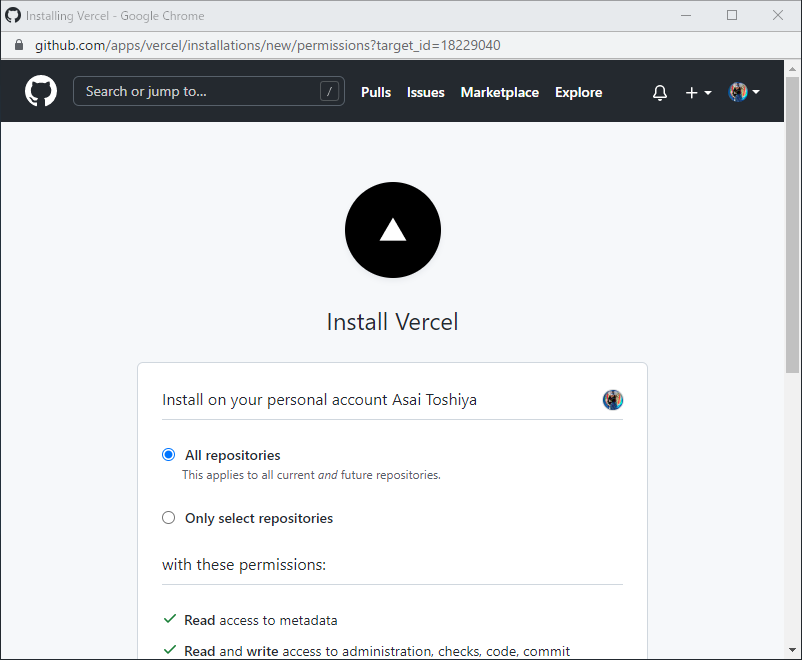 Installing Vercel - Google Chrome
github.com/apps/vercel/installations/new/permissions?target_id=18229040
Search or jump to... / Pulls Issues Marketplace Explore
Install Vercel
Install on your personal account Asai Toshiya
All repositories
This applies to all current and future repositories.
Only select repositories
with these permissions:
Read access to metadata
Read and write access to administration, checks, code, commit